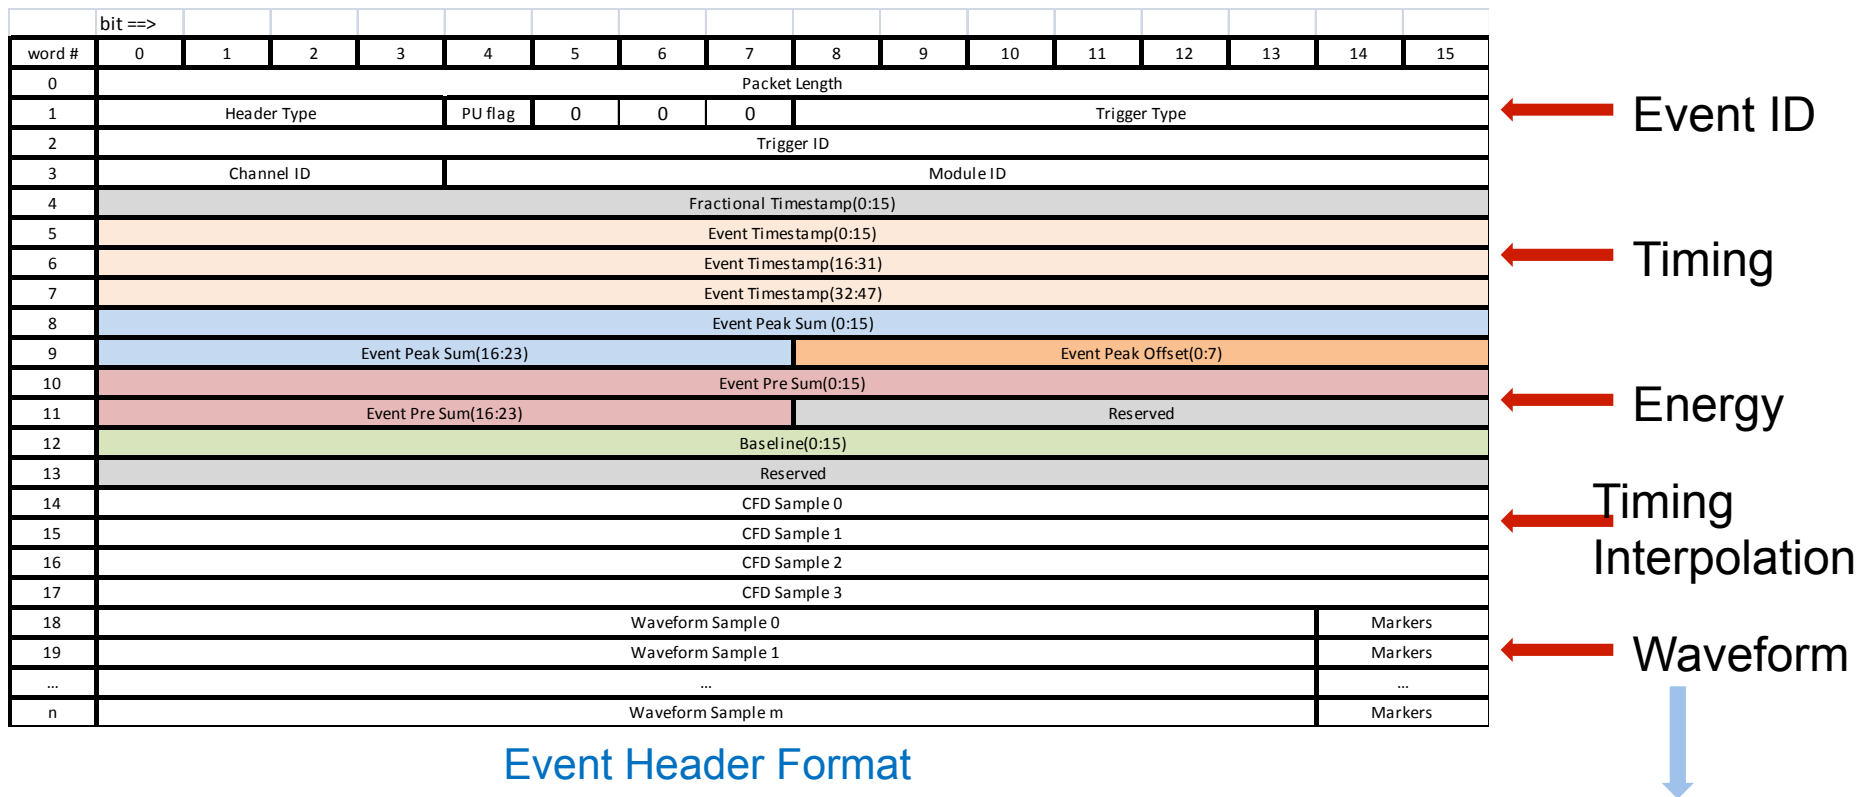 bit ==>
word # 0 1 2 3 4 5 6 7 8 9 10 11 12 13 14 15
0 Packet Length
1 Header Type PU flag 0 0 0 Trigger Type
2 Trigger ID
3 Channel ID Module ID
4 Fractional Timestamp(0:15)
5 Event Timestamp(0:15)
6 Event Timestamp(16:31)
7 Event Timestamp(32:47)
8 Event Peak Sum (0:15)
9 Event Peak Sum(16:23) Event Peak Offset(0:7)
10 Event Pre Sum(0:15)
11 Event Pre Sum(16:23) Reserved
12 Baseline(0:15)
13 Reserved
14 CFD Sample 0
15 CFD Sample 1
16 CFD Sample 2
17 CFD Sample 3
18 Waveform Sample 0 Markers
19 Waveform Sample 1 Markers
... ... ...
n Waveform Sample m Markers
Event ID
Timing
Energy
Timing
Interpolation
Waveform
Event Header Format